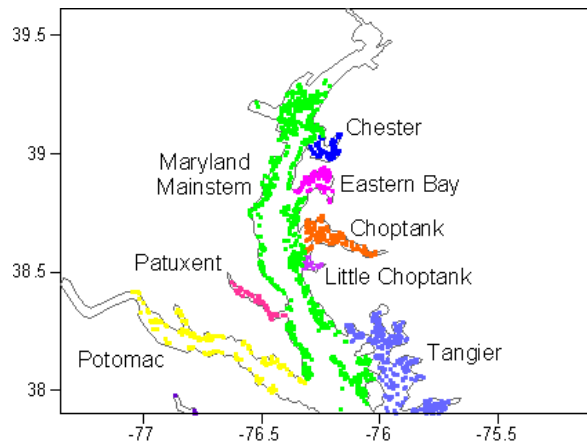 39.5
Chester
39
Maryland
Mainstem
Eastern Bay
Choptank
Patuxent
38.5
Little Choptank
Potomac
Tangier
38
-77
-76.5
-76
-75.5